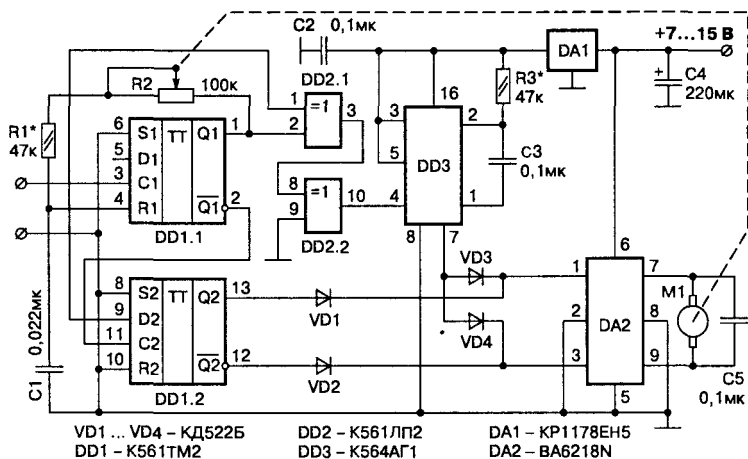 C2 0,1мк
+7...15 В
R2 100к
DD2.1
DA1
C4 220мк
R1* 47к
R3* 47к
16
1 =1 3
2
6 S1 TT Q1 1
5 D1
3 C1 Q1 2
4 R1
DD1.1
3 2
5 DD3
4 1
8 7
C3 0,1мк
8 =1 10
9
DD2.2
C1 0,022мк
8 S2 TT Q2 13
9 D2
11 C2
10 R2 Q2 12
DD1.2
VD1
VD2
VD3
VD4
6
1 7
2 DA2 8
3 9
5
M1
C5 0,1мк
VD1 ... VD4 – КД522Б DD2 – К561ЛП2 DA1 – КР1178ЕН5
DD1 – К561ТМ2 DD3 – К564АГ1 DA2 – BA6218N